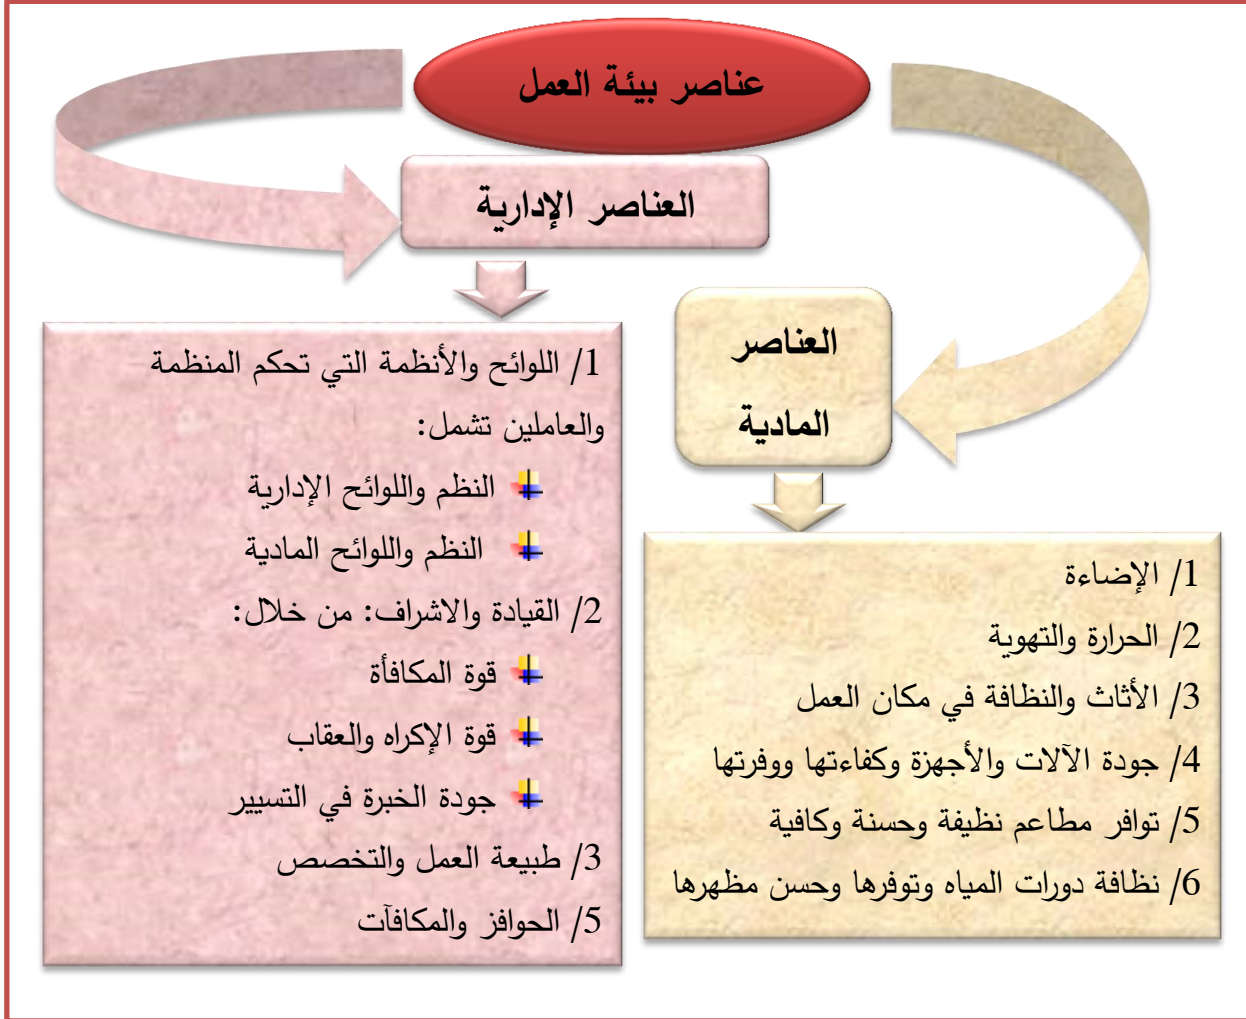 عناصر بيئة العمل
العناصر الإدارية
العناصر
المادية
1/ الإضاءة
2/ الحرارة والتهوية
3/ الأثاث والنظافة في مكان العمل
4/ جودة الآلات والأجهزة وكفاءتها ووفرتها
5/ توافر مطاعم نظيفة وحسنة وكافية
6/ نظافة دورات المياه وتوفرها وحسن مظهرها
1/ اللوائح والأنظمة التي تحكم المنظمة
والعاملين تشمل:
النظم واللوائح الإدارية
النظم واللوائح المادية
2/ القيادة والاشراف: من خلال:
قوة المكافأة
قوة الإكراه والعقاب
جودة الخبرة في التسيير
3/ طبيعة العمل والتخصص
5/ الحوافز والمكافآت